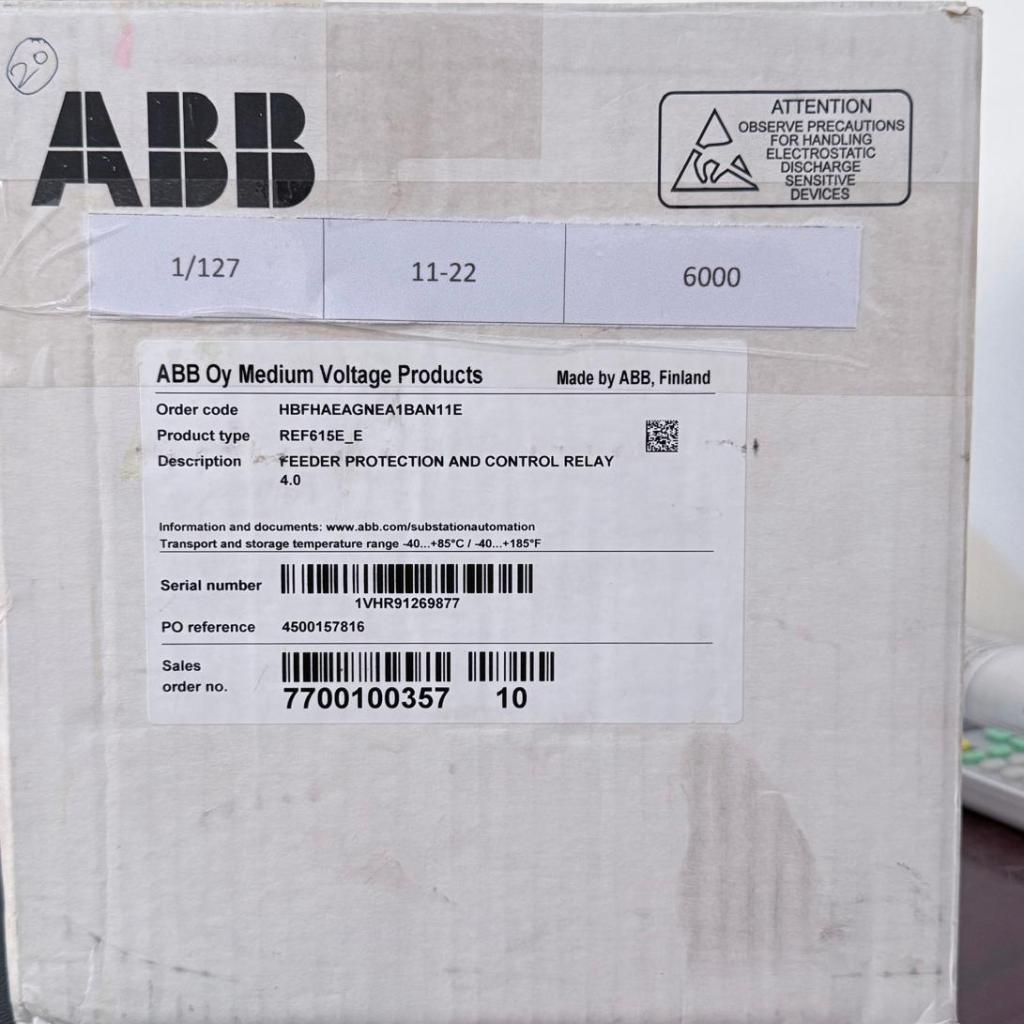 20
ABB
ATTENTION
OBSERVE PRECAUTIONS
FOR HANDLING
ELECTROSTATIC
DISCHARGE
SENSITIVE
DEVICES
1/127 11-22 6000
ABB Oy Medium Voltage Products Made by ABB, Finland
Order code HBFHAEAGNEA1BAN11E
Product type REF615E_E
Description FEEDER PROTECTION AND CONTROL RELAY
4.0
Information and documents: www.abb.com/substationautomation
Transport and storage temperature range -40...+85°C / -40...+185°F
Serial number
1VHR91269877
PO reference 4500157816
Sales
order no.
7700100357 10